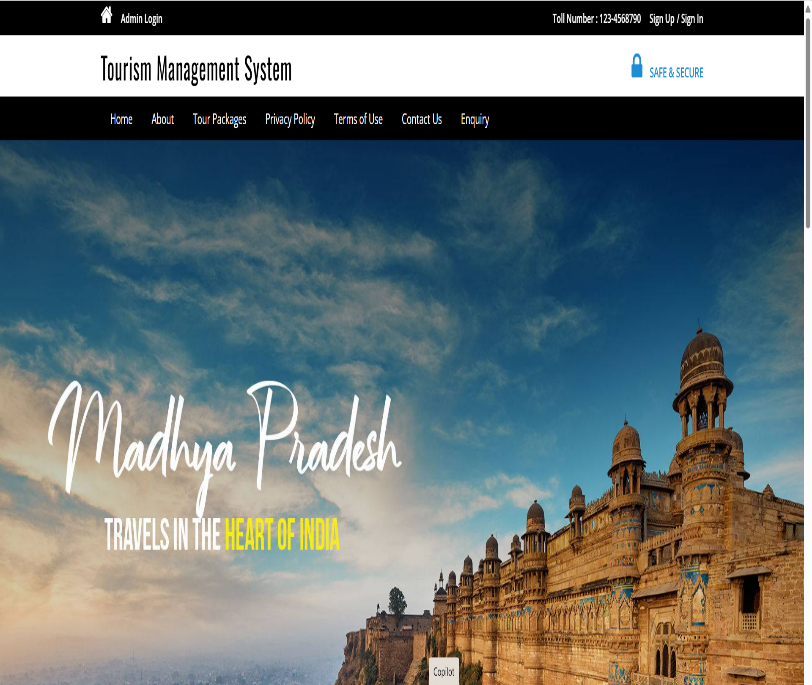 Admin Login
Toll Number : 123-4568790 Sign Up / Sign In
Tourism Management System
SAFE & SECURE
Home About Tour Packages Privacy Policy Terms of Use Contact Us Enquiry
Madhya Pradesh
TRAVELS IN THE HEART OF INDIA
Copilot